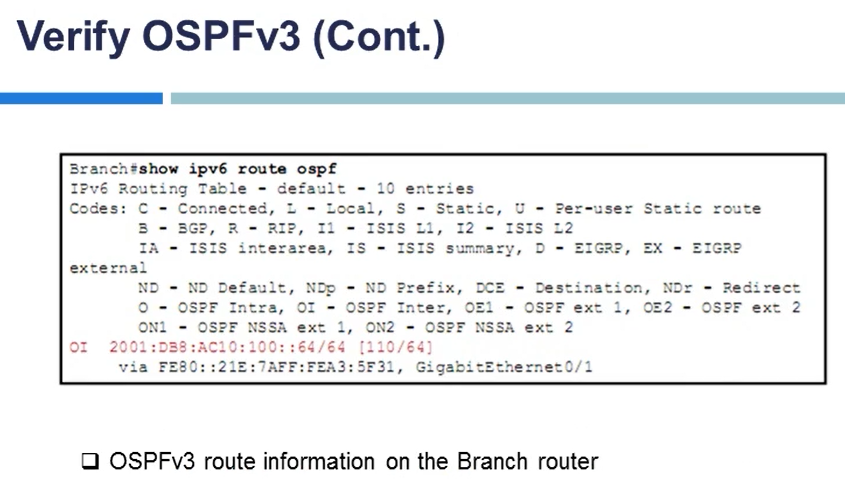 Verify OSPFv3 (Cont.)
Branch#show ipv6 route ospf
IPv6 Routing Table - default - 10 entries
Codes: C - Connected, L - Local, S - Static, U - Per-user Static route
B - BGP, R - RIP, I1 - ISIS L1, I2 - ISIS L2
IA - ISIS interarea, IS - ISIS summary, D - EIGRP, EX - EIGRP
external
ND - ND Default, NDp - ND Prefix, DCE - Destination, NDr - Redirect
O - OSPF Intra, OI - OSPF Inter, OE1 - OSPF ext 1, OE2 - OSPF ext 2
ON1 - OSPF NSSA ext 1, ON2 - OSPF NSSA ext 2
OI 2001:DB8:AC10:100::64/64 [110/64]
via FE80::21E:7AFF:FEA3:5F31, GigabitEthernet0/1
OSPFv3 route information on the Branch router